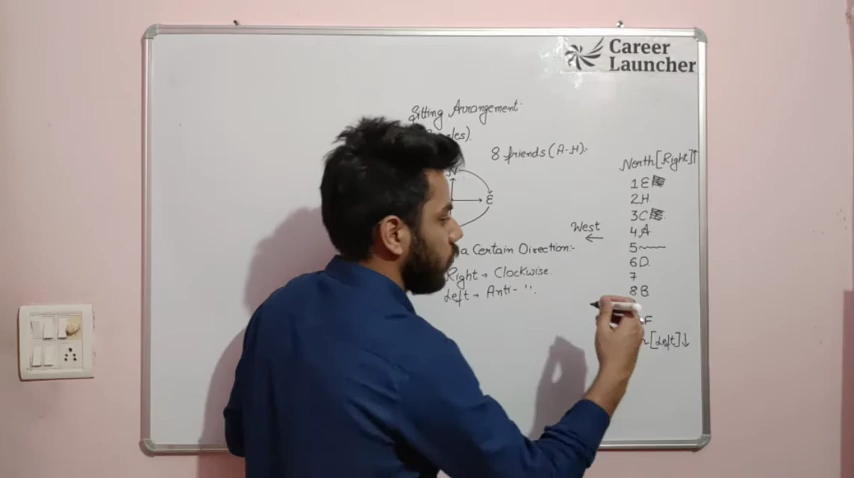 Career
Launcher
Sitting Arrangement
8 friends (A-H):
N
E
North [Right] ↑
1 E
2 H
3 C
4 A
5
6 D
7
8 B
F
[Left] ↓
West
←
a Certain Direction:-
Right → Clockwise
Left → Anti- "